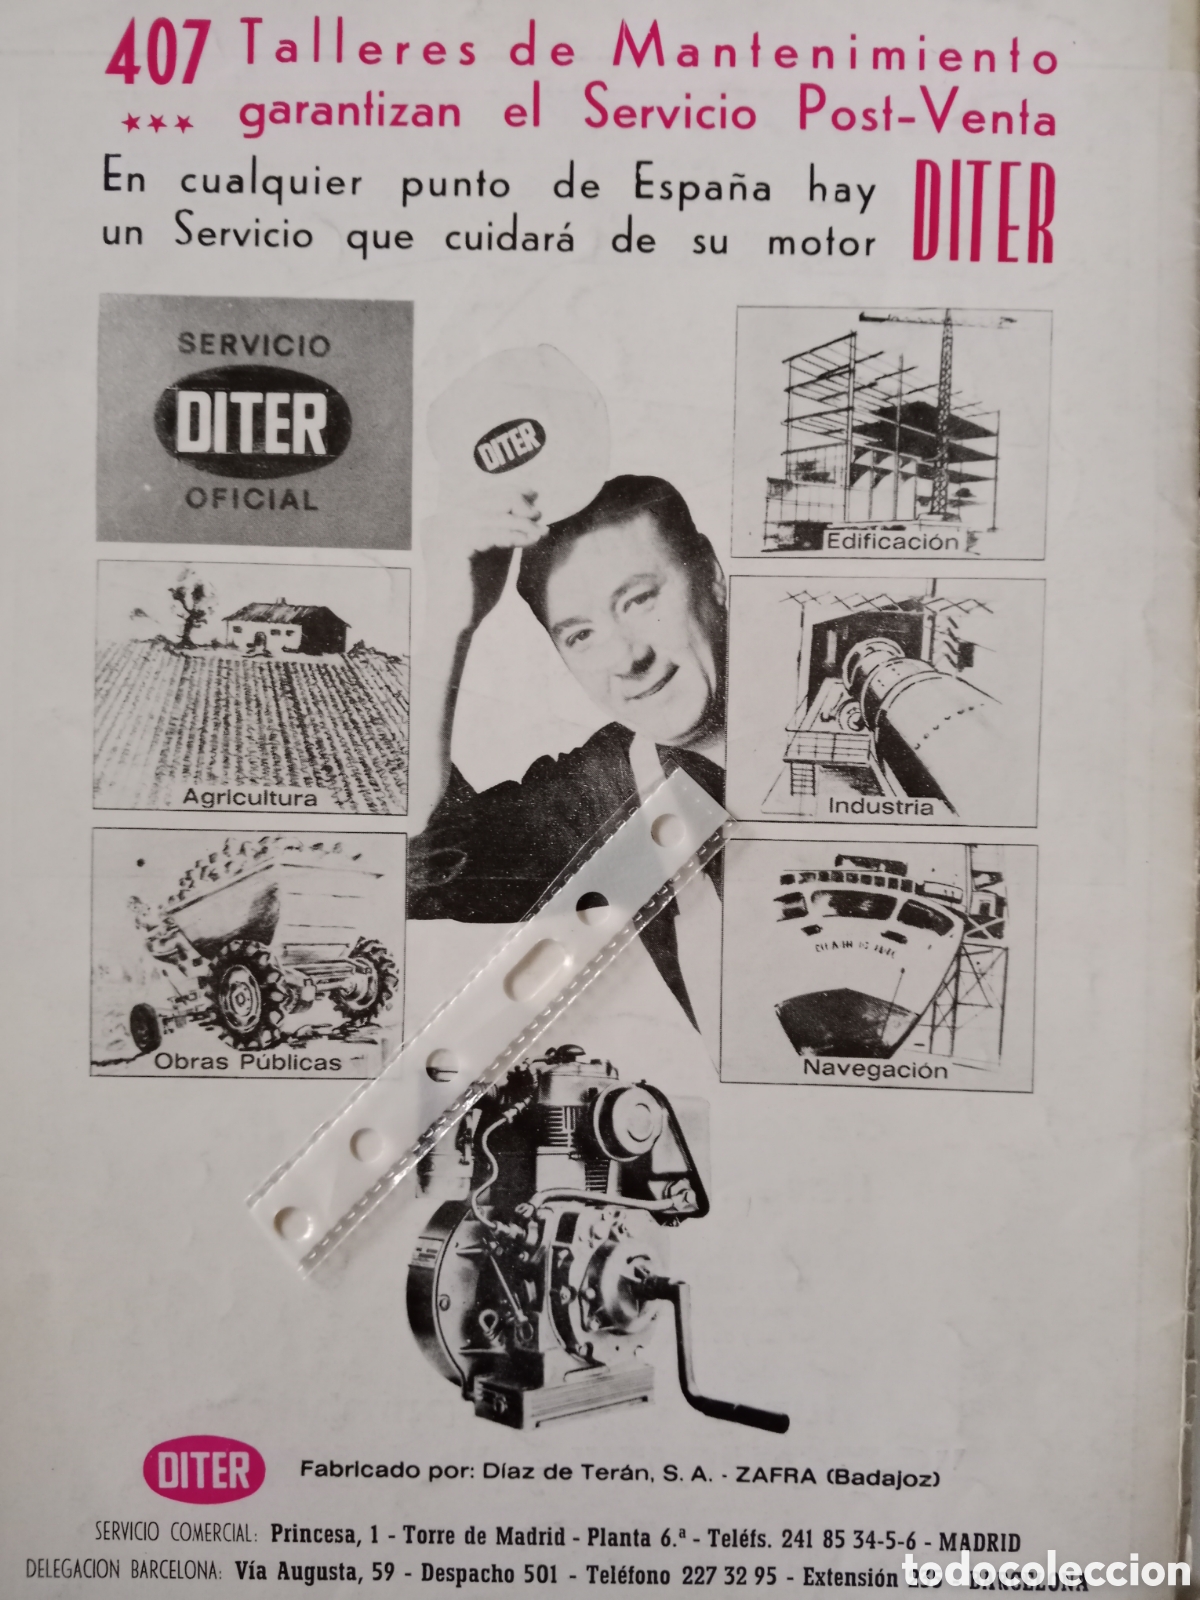 407 Talleres de Mantenimiento
garantizan el Servicio Post-Venta
En cualquier punto de España hay
un Servicio que cuidará de su motor
DITER
SERVICIO
DITER
OFICIAL
DITER
Edificación
Agricultura
Industria
Obras Públicas
Navegación
DITER
Fabricado por: Díaz de Terán, S. A. - ZAFRA (Badajoz)
SERVICIO COMERCIAL: Princesa, 1 - Torre de Madrid - Planta 6.ª - Teléfs. 241 85 34-5-6 - MADRID
DELEGACION BARCELONA: Vía Augusta, 59 - Despacho 501 - Teléfono 227 32 95 - Extensión - BARCELONA
todocoleccion